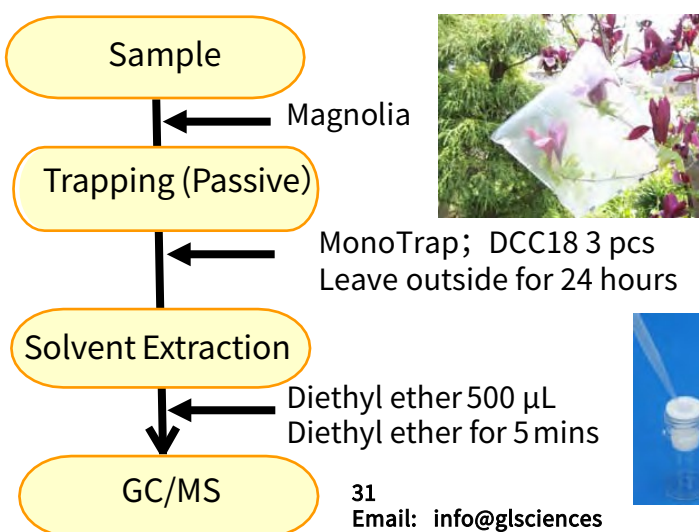 Sample
Magnolia
Trapping (Passive）
MonoTrap；DCC18 3 pcs
Leave outside for 24 hours
Solvent Extraction
Diethyl ether 500 µL
Diethyl ether for 5 mins
GC/MS
31
Email: info@glsciences